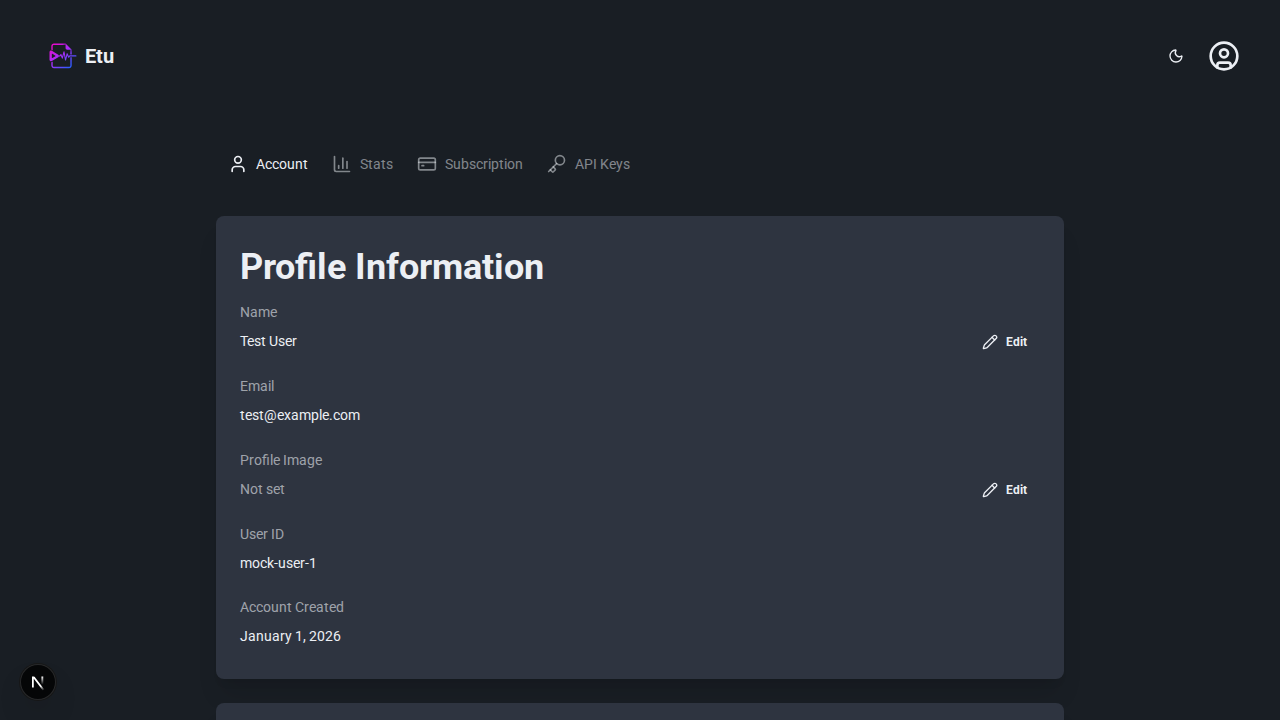 Etu
Account Stats Subscription API Keys
Profile Information
Name
Test User Edit
Email
test@example.com
Profile Image
Not set Edit
User ID
mock-user-1
Account Created
January 1, 2026
N